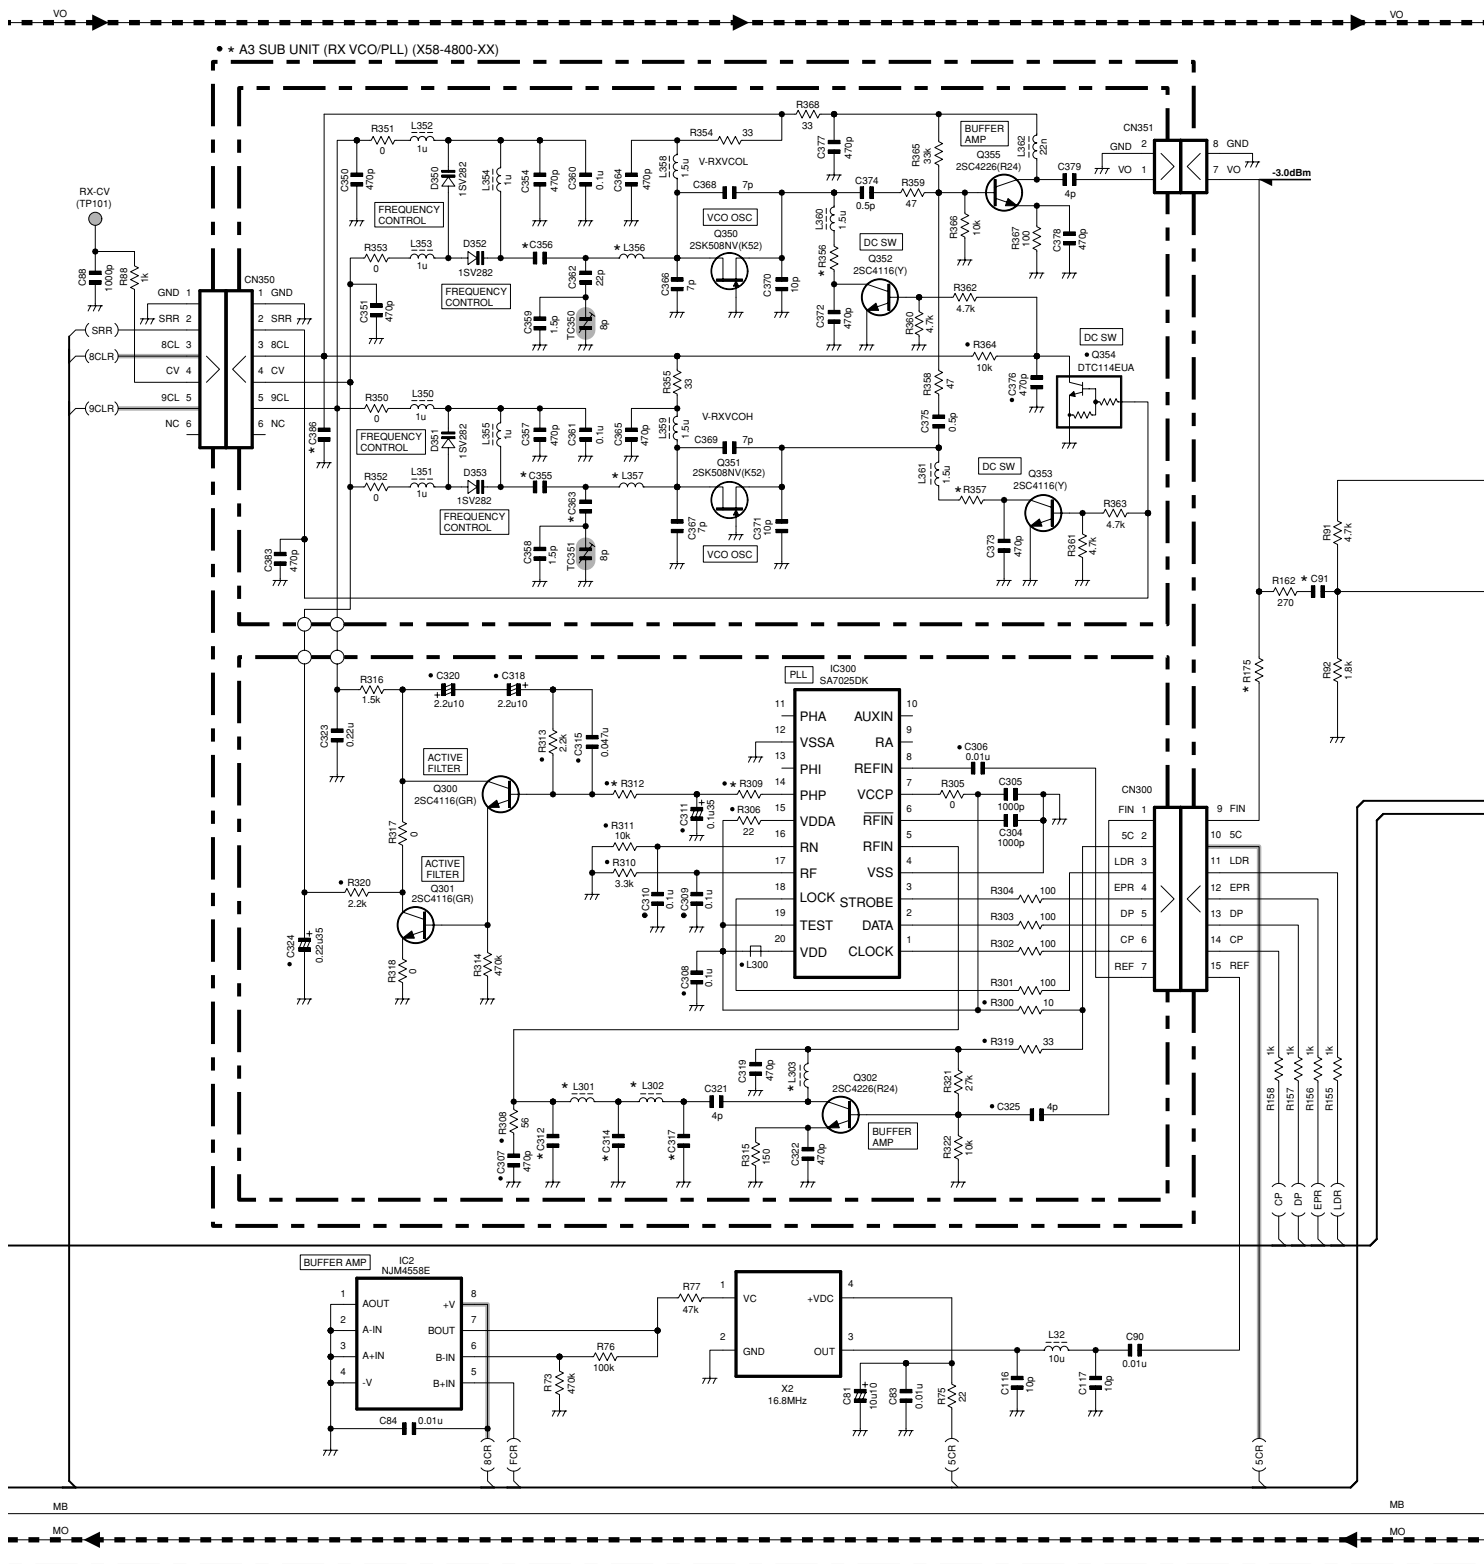 VO
VO
• * A3 SUB UNIT (RX VCO/PLL) (X58-4800-XX)
RX-CV
(TP101)
C88
1000p
R88
1k
SRR
8CLR
9CLR
CN350
GND 1
SRR 2
8CL 3
CV 4
9CL 5
NC 6
1 GND
2 SRR
3 8CL
4 CV
5 9CL
6 NC
R351
0
L352
1u
C350
470p
D350
1SV282
L354
1u
C354
470p
C360
0.1u
C364
470p
L358
1.5u
R354 33
V-RXVCOL
C368 7p
R368
33
C377
470p
R365
33k
BUFFER
AMP
Q355
2SC4226(R24)
L362
22n
C379
4p
CN351
GND 2
VO 1
8 GND
7 VO
-3.0dBm
FREQUENCY
CONTROL
R353
0
L353
1u
D352
1SV282
* C356
* L356
C362
22p
FREQUENCY
CONTROL
C351
470p
C359
1.5p
TC350
8p
VCO OSC
Q350
2SK508NV(K52)
C366
7p
C370
10p
C374
0.5p
R359
47
L360
1.5u
* R356
DC SW
Q352
2SC4116(Y)
C372
470p
R360
4.7k
R362
4.7k
R366
10k
R367
100
C378
470p
• R364
10k
DC SW
• Q354
DTC114EUA
• C376
470p
R358
47
C375
0.5p
* C386
R350
0
L350
1u
FREQUENCY
CONTROL
D351
1SV282
L355
1u
C357
470p
C361
0.1u
C365
470p
R355
33
L359
1.5u
V-RXVCOH
C369 7p
Q351
2SK508NV(K52)
R352
0
L351
1u
D353
1SV282
* C355
* L357
* C363
FREQUENCY
CONTROL
C358
1.5p
TC351
8p
C367
7p
VCO OSC
C371
10p
L361
1.5u
DC SW
Q353
2SC4116(Y)
* R357
C373
470p
R361
4.7k
R363
4.7k
C383
470p
R91
4.7k
R162
270
* C91
* R175
R92
1.8k
R316
1.5k
• C320
2.2u10
• C318
2.2u10
C323
0.22u
• R313
2.2k
• C315
0.047u
ACTIVE
FILTER
Q300
2SC4116(GR)
•* R312
R317
0
ACTIVE
FILTER
Q301
2SC4116(GR)
• R320
2.2k
• C324
0.22u35
R318
0
R314
470k
PLL
IC300
SA7025DK
11 PHA
12 VSSA
13 PHI
14 PHP
15 VDDA
16 RN
17 RF
18 LOCK
19 TEST
20 VDD
AUXIN 10
RA 9
REFIN 8
VCCP 7
RFIN 6
RFIN 5
VSS 4
STROBE 3
DATA 2
CLOCK 1
•* R309
• R306
22
• C311
0.1u35
• R311
10k
• R310
3.3k
• C310
0.1u
• C309
0.1u
• C308
0.1u
• L300
• C306
0.01u
R305
0
C305
1000p
C304
1000p
R304 100
R303 100
R302 100
R301 100
• R300 10
• R319 33
CN300
FIN 1
5C 2
LDR 3
EPR 4
DP 5
CP 6
REF 7
9 FIN
10 5C
11 LDR
12 EPR
13 DP
14 CP
15 REF
C319
470p
* L303
Q302
2SC4226(R24)
R321
27k
• C325 4p
* L301
* L302
C321
4p
• R308
56
• C307
470p
* C312
* C314
* C317
R315
150
C322
470p
BUFFER
AMP
R322
10k
R158
1k
R157
1k
R156
1k
R155
1k
CP
DP
EPR
LDR
BUFFER AMP
IC2
NJM4558E
1 AOUT
2 A-IN
3 A+IN
4 -V
+V 8
BOUT 7
B-IN 6
B+IN 5
C84 0.01u
8CR
FCR
R73
470k
R76
100k
R77
47k
1 VC
2 GND
+VDC 4
OUT 3
X2
16.8MHz
C81
10u10
C83
0.01u
R75
22
5CR
C116
10p
L32
10u
C117
10p
C90
0.01u
5CR
MB
MB
MO
MO